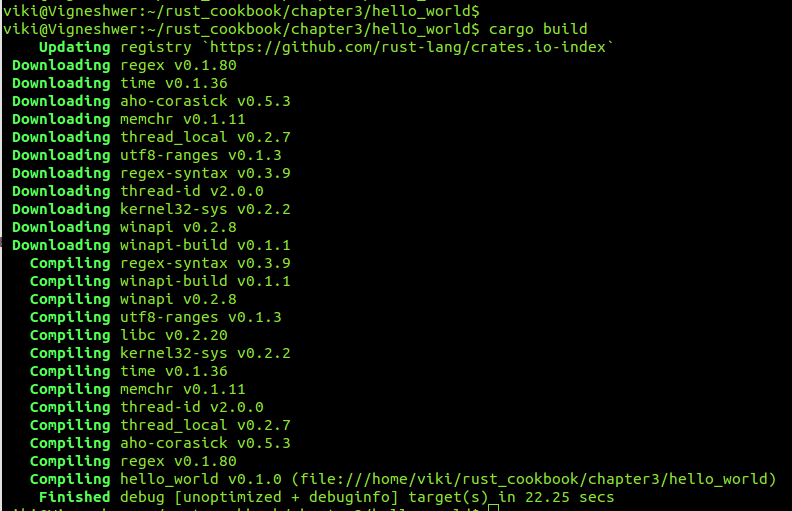 viki@Vigneshwer:~/rust_cookbook/chapter3/hello_world$
viki@Vigneshwer:~/rust_cookbook/chapter3/hello_world$ cargo build
    Updating registry `https://github.com/rust-lang/crates.io-index`
 Downloading regex v0.1.80
 Downloading time v0.1.36
 Downloading aho-corasick v0.5.3
 Downloading memchr v0.1.11
 Downloading thread_local v0.2.7
 Downloading utf8-ranges v0.1.3
 Downloading regex-syntax v0.3.9
 Downloading thread-id v2.0.0
 Downloading kernel32-sys v0.2.2
 Downloading winapi v0.2.8
 Downloading winapi-build v0.1.1
   Compiling regex-syntax v0.3.9
   Compiling winapi-build v0.1.1
   Compiling winapi v0.2.8
   Compiling utf8-ranges v0.1.3
   Compiling libc v0.2.20
   Compiling kernel32-sys v0.2.2
   Compiling time v0.1.36
   Compiling memchr v0.1.11
   Compiling thread-id v2.0.0
   Compiling thread_local v0.2.7
   Compiling aho-corasick v0.5.3
   Compiling regex v0.1.80
   Compiling hello_world v0.1.0 (file:///home/viki/rust_cookbook/chapter3/hello_world)
    Finished debug [unoptimized + debuginfo] target(s) in 22.25 secs
viki@Vigneshwer:~/rust_cookbook/chapter3/hello_world$